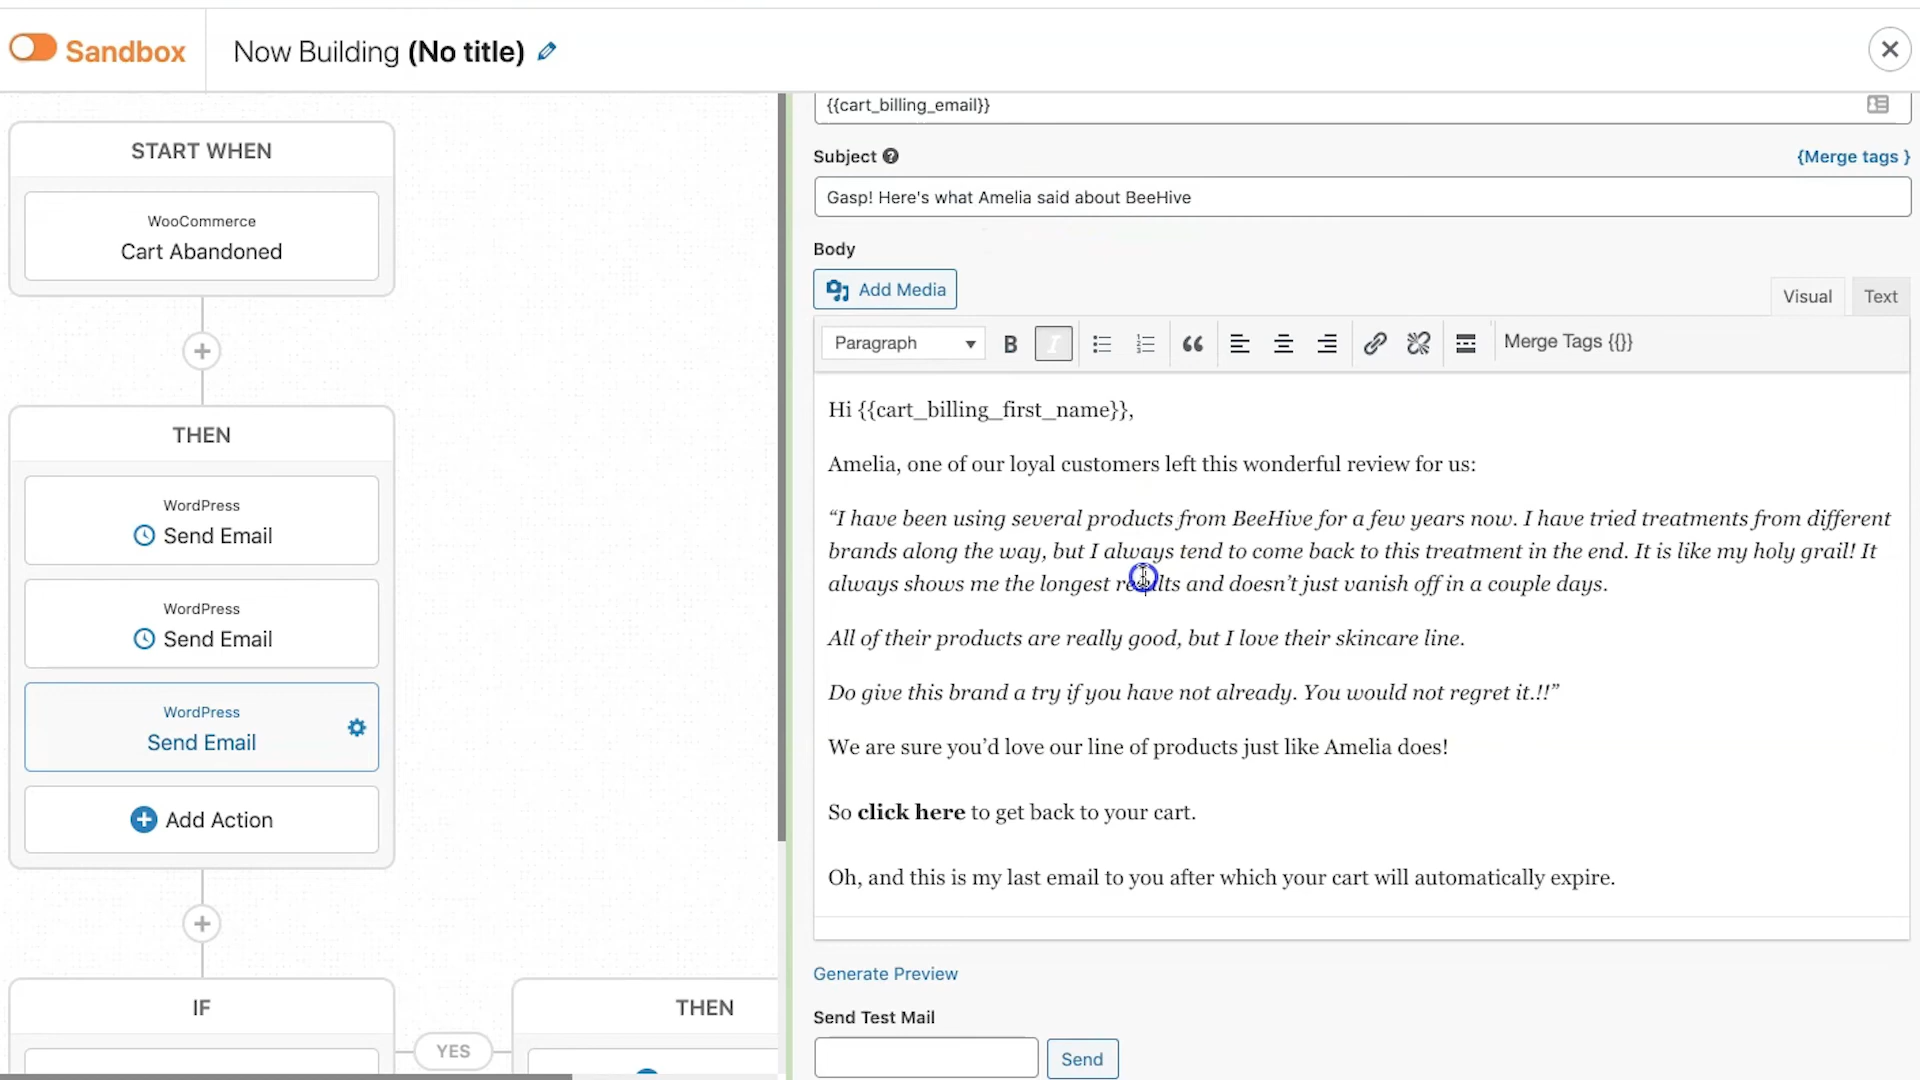 Sandbox
Now Building (No title)
START WHEN
WooCommerce
Cart Abandoned
THEN
WordPress
Send Email
WordPress
Send Email
WordPress
Send Email
Add Action
IF
YES
THEN
{{cart_billing_email}}
Subject
{Merge tags }
Gasp! Here's what Amelia said about BeeHive
Body
Add Media
Visual
Text
Paragraph
B
I
Merge Tags {{}}
Hi {{cart_billing_first_name}},
Amelia, one of our loyal customers left this wonderful review for us:
“I have been using several products from BeeHive for a few years now. I have tried treatments from different
brands along the way, but I always tend to come back to this treatment in the end. It is like my holy grail! It
always shows me the longest results and doesn’t just vanish off in a couple days.
All of their products are really good, but I love their skincare line.
Do give this brand a try if you have not already. You would not regret it.!!”
We are sure you’d love our line of products just like Amelia does!
So click here to get back to your cart.
Oh, and this is my last email to you after which your cart will automatically expire.
Generate Preview
Send Test Mail
Send